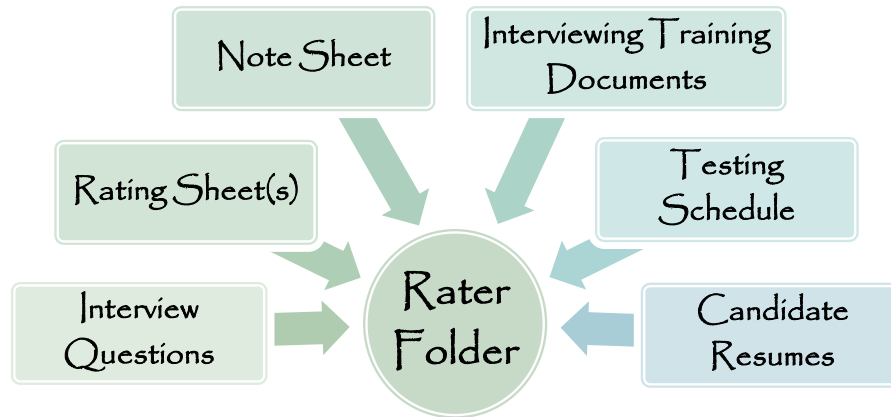 Note Sheet
Interviewing Training
Documents
Rating Sheet(s)
Testing
Schedule
Interview
Questions
Rater
Folder
Candidate
Resumes